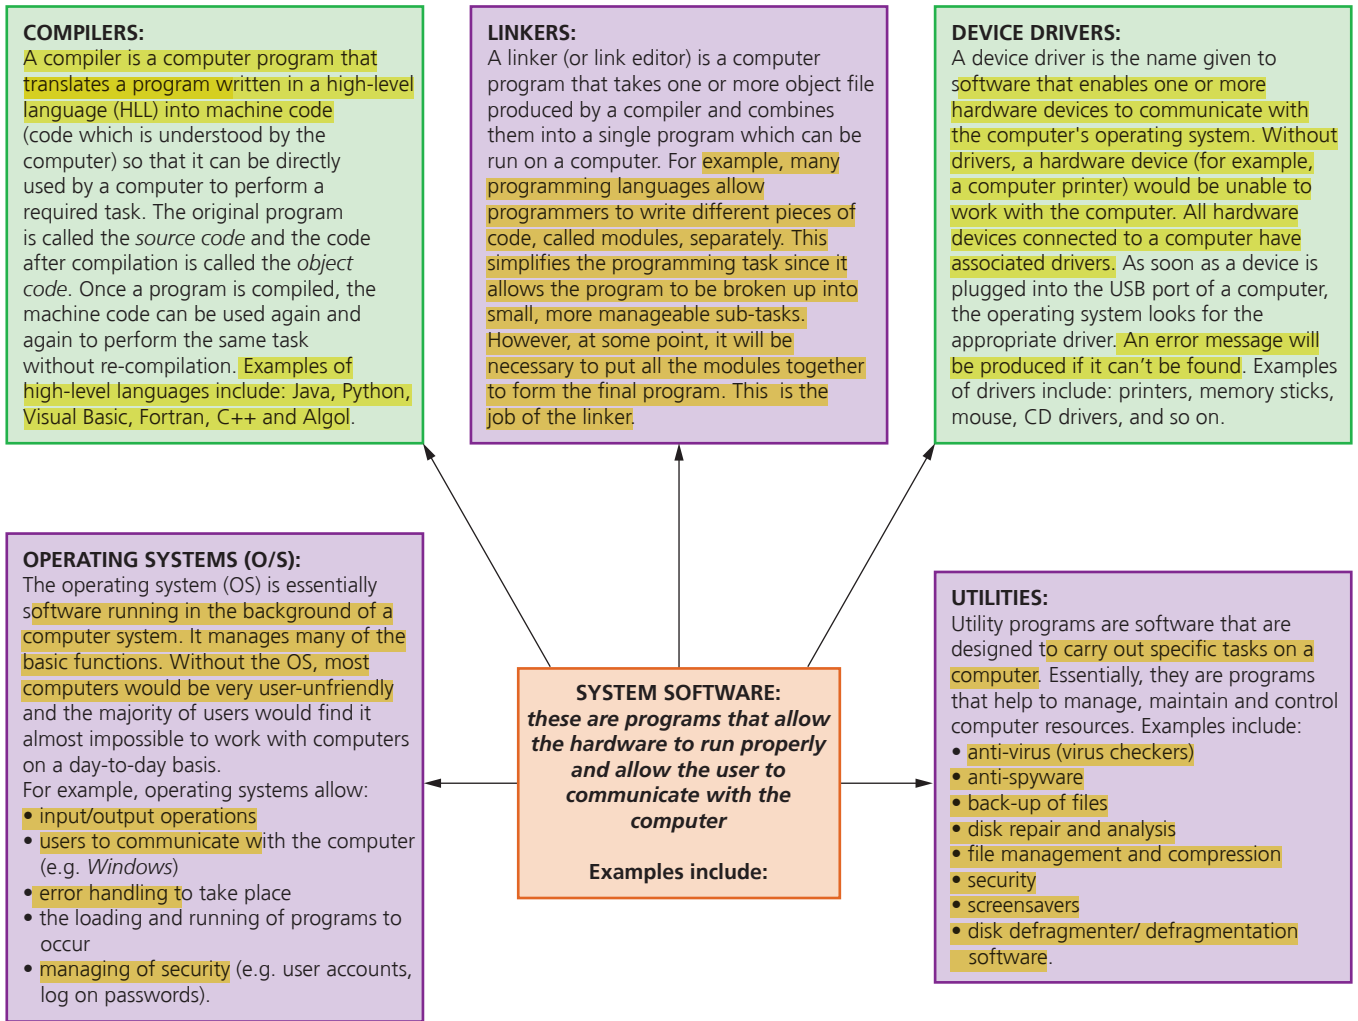 COMPILERS:
A compiler is a computer program that
translates a program written in a high-level
language (HLL) into machine code
(code which is understood by the
computer) so that it can be directly
used by a computer to perform a
required task. The original program
is called the source code and the code
after compilation is called the object
code. Once a program is compiled, the
machine code can be used again and
again to perform the same task
without re-compilation. Examples of
high-level languages include: Java, Python,
Visual Basic, Fortran, C++ and Algol.
LINKERS:
A linker (or link editor) is a computer
program that takes one or more object file
produced by a compiler and combines
them into a single program which can be
run on a computer. For example, many
programming languages allow
programmers to write different pieces of
code, called modules, separately. This
simplifies the programming task since it
allows the program to be broken up into
small, more manageable sub-tasks.
However, at some point, it will be
necessary to put all the modules together
to form the final program. This is the
job of the linker.
DEVICE DRIVERS:
A device driver is the name given to
software that enables one or more
hardware devices to communicate with
the computer's operating system. Without
drivers, a hardware device (for example,
a computer printer) would be unable to
work with the computer. All hardware
devices connected to a computer have
associated drivers. As soon as a device is
plugged into the USB port of a computer,
the operating system looks for the
appropriate driver. An error message will
be produced if it can't be found. Examples
of drivers include: printers, memory sticks,
mouse, CD drivers, and so on.
OPERATING SYSTEMS (O/S):
The operating system (OS) is essentially
software running in the background of a
computer system. It manages many of the
basic functions. Without the OS, most
computers would be very user-unfriendly
and the majority of users would find it
almost impossible to work with computers
on a day-to-day basis.
For example, operating systems allow:
• input/output operations
• users to communicate with the computer
(e.g. Windows)
• error handling to take place
• the loading and running of programs to
occur
• managing of security (e.g. user accounts,
log on passwords).
SYSTEM SOFTWARE:
these are programs that allow
the hardware to run properly
and allow the user to
communicate with the
computer
Examples include:
UTILITIES:
Utility programs are software that are
designed to carry out specific tasks on a
computer. Essentially, they are programs
that help to manage, maintain and control
computer resources. Examples include:
• anti-virus (virus checkers)
• anti-spyware
• back-up of files
• disk repair and analysis
• file management and compression
• security
• screensavers
• disk defragmenter/ defragmentation
software.